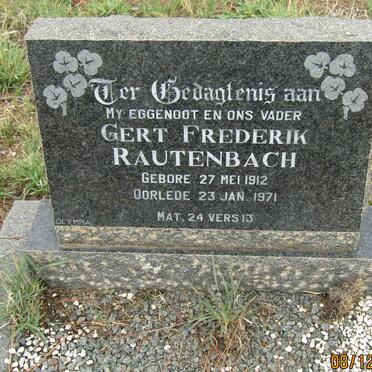 Ter Gedagtenis aan
MY EGGENOOT EN ONS VADER
GERT FREDERIK
RAUTENBACH
GEBORE 27 MEI 1912
OORLEDE 23 JAN. 1971
MAT. 24 VERS 13
OLYMPIA
08/12